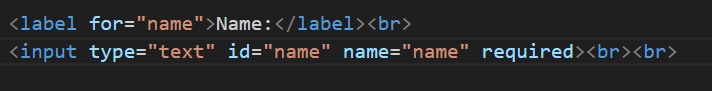 <label for="name">Name:</label><br>
<input type="text" id="name" name="name" required><br><br>